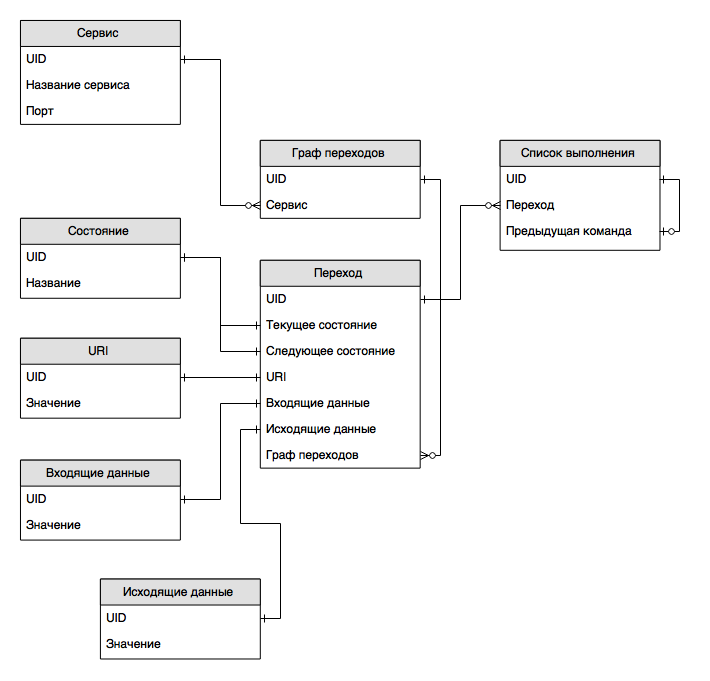 Сервис
UID
Название сервиса
Порт
Граф переходов
UID
Сервис
Список выполнения
UID
Переход
Предыдущая команда
Состояние
UID
Название
Переход
UID
Текущее состояние
Следующее состояние
URI
Входящие данные
Исходящие данные
Граф переходов
URI
UID
Значение
Входящие данные
UID
Значение
Исходящие данные
UID
Значение